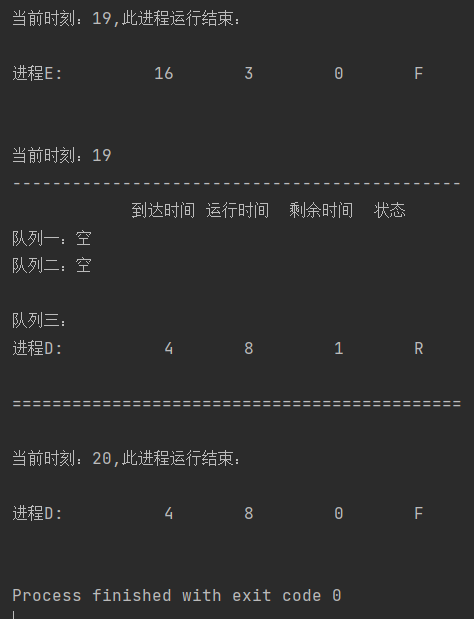 当前时刻：19,此进程运行结束：
进程E:         16       3        0       F
当前时刻：19
---------------------------------------------
到达时间 运行时间  剩余时间  状态
队列一：空
队列二：空
队列三：
进程D:          4       8        1       R
=============================================
当前时刻：20,此进程运行结束：
进程D:          4       8        0       F
Process finished with exit code 0